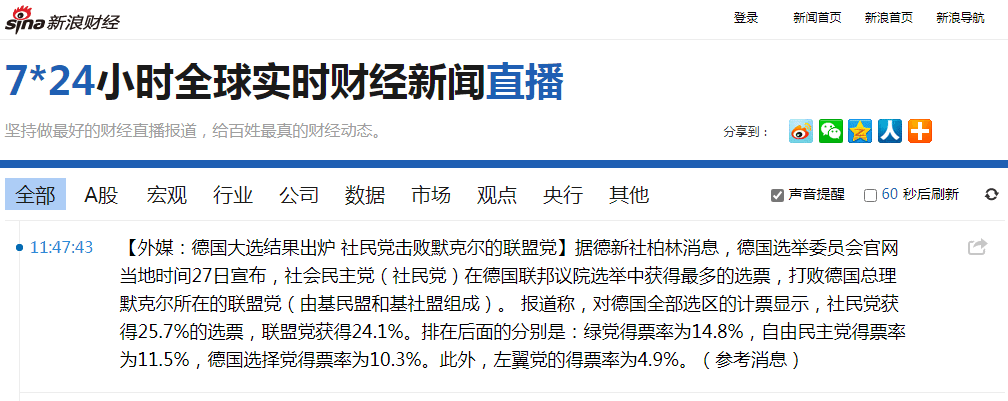 sina 新浪财经 登录 新闻首页 新浪首页 新浪导航
7*24小时全球实时财经新闻直播
坚持做最好的财经直播报道，给百姓最真的财经动态。 分享到：
全部 A股 宏观 行业 公司 数据 市场 观点 央行 其他 声音提醒 60 秒后刷新
11:47:43 【外媒：德国大选结果出炉 社民党击败默克尔的联盟党】据德新社柏林消息，德国选举委员会官网
当地时间27日宣布，社会民主党（社民党）在德国联邦议院选举中获得最多的选票，打败德国总理
默克尔所在的联盟党（由基民盟和基社盟组成）。 报道称，对德国全部选区的计票显示，社民党获
得25.7%的选票，联盟党获得24.1%。排在后面的分别是：绿党得票率为14.8%，自由民主党得票率
为11.5%，德国选择党得票率为10.3%。此外，左翼党的得票率为4.9%。（参考消息）